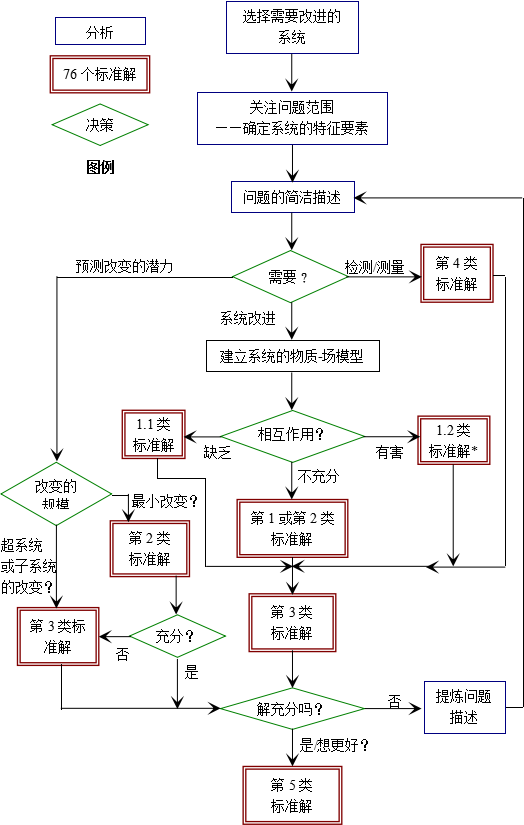 选择需要改进的
系统
分析
76个标准解
决策
图例
关注问题范围
——确定系统的特征要素
问题的简洁描述
预测改变的潜力
需要？
检测/测量
第4类
标准解
系统改进
建立系统的物质-场模型
1.1类
标准解
缺乏
相互作用？
有害
1.2类
标准解*
不充分
改变的
规模
最小改变？
第2类
标准解
第1或第2类
标准解
超系统
或子系统
的改变？
第3类标
准解
否
充分？
是
第3类
标准解
解充分吗？
否
提炼问题
描述
是/想更好？
第5类
标准解